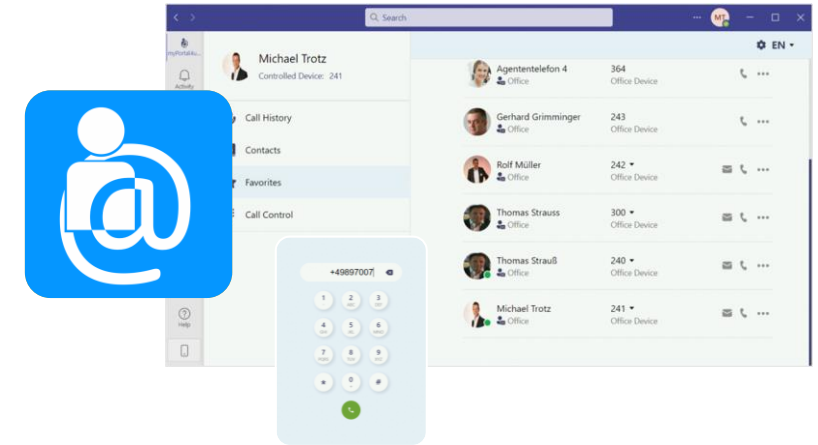 Search
MT
myPortal4u...
Activity
Michael Trotz
Controlled Device: 241
EN
Call History
Contacts
Favorites
Call Control
Agententelefon 4
364
Office
Office Device
Gerhard Grimminger
243
Office
Office Device
Rolf Müller
242
Office
Office Device
Thomas Strauss
300
Office
Office Device
Thomas Strauß
240
Office
Office Device
Michael Trotz
241
Office
Office Device
Help
+49897007
1 2 3
4 5 6
7 8 9
* 0 #